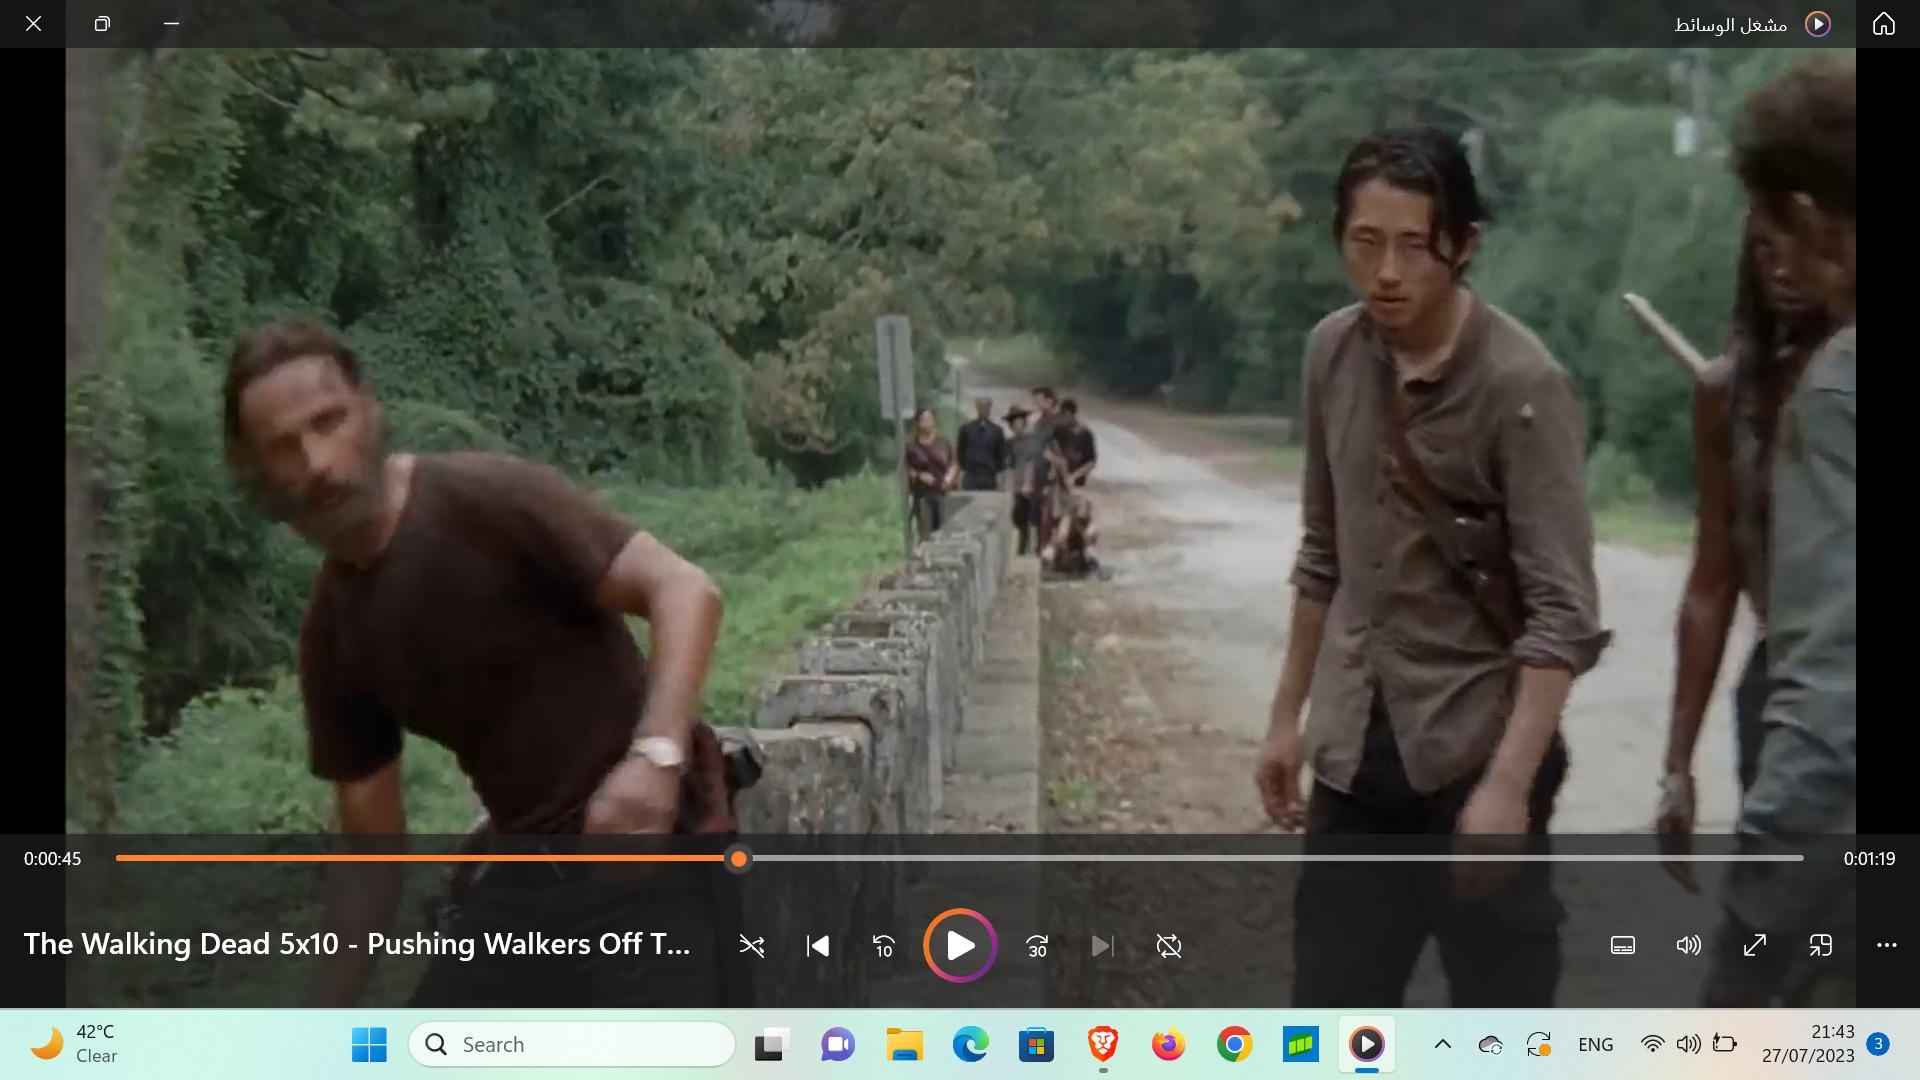 مشغل الوسائط
0:00:45
0:01:19
The Walking Dead 5x10 - Pushing Walkers Off T...
10
30
42°C
Clear
Search
ENG
21:43
27/07/2023
3